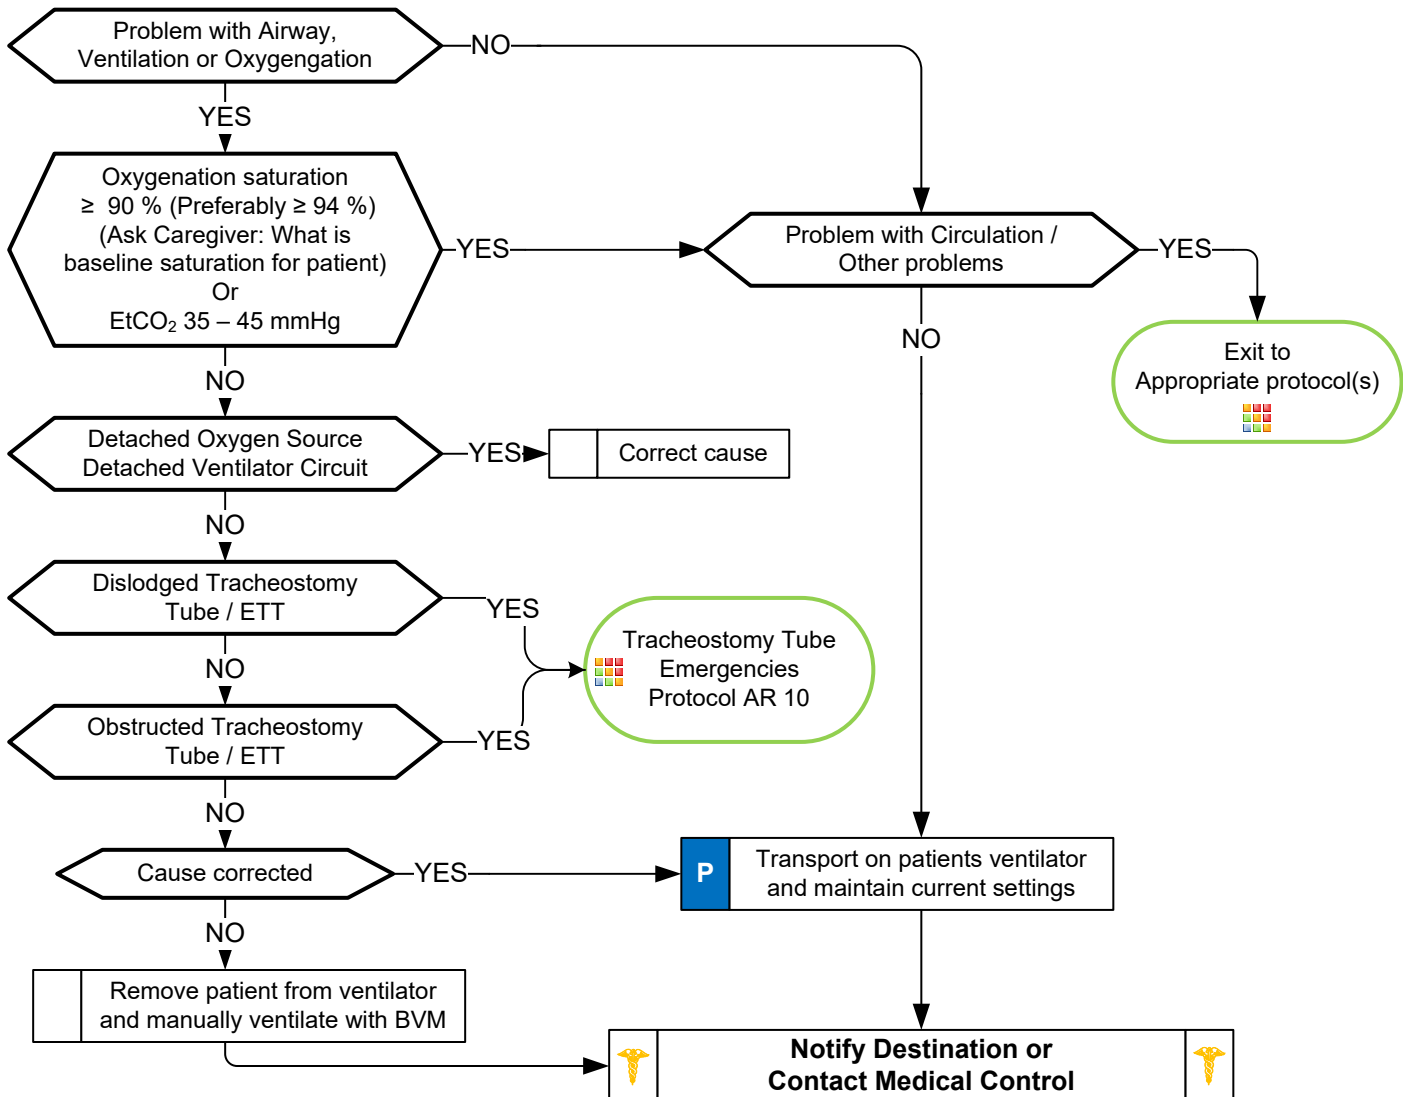 Problem with Airway,
Ventilation or Oxygengation
NO
YES
Oxygenation saturation
≥ 90 % (Preferably ≥ 94 %)
(Ask Caregiver: What is
baseline saturation for patient)
Or
EtCO₂ 35 – 45 mmHg
YES
Problem with Circulation /
Other problems
YES
Exit to
Appropriate protocol(s)
NO
NO
Detached Oxygen Source
Detached Ventilator Circuit
YES
Correct cause
NO
Dislodged Tracheostomy
Tube / ETT
YES
Tracheostomy Tube
Emergencies
Protocol AR 10
NO
Obstructed Tracheostomy
Tube / ETT
YES
NO
Cause corrected
YES
P
Transport on patients ventilator
and maintain current settings
NO
Remove patient from ventilator
and manually ventilate with BVM
Notify Destination or
Contact Medical Control